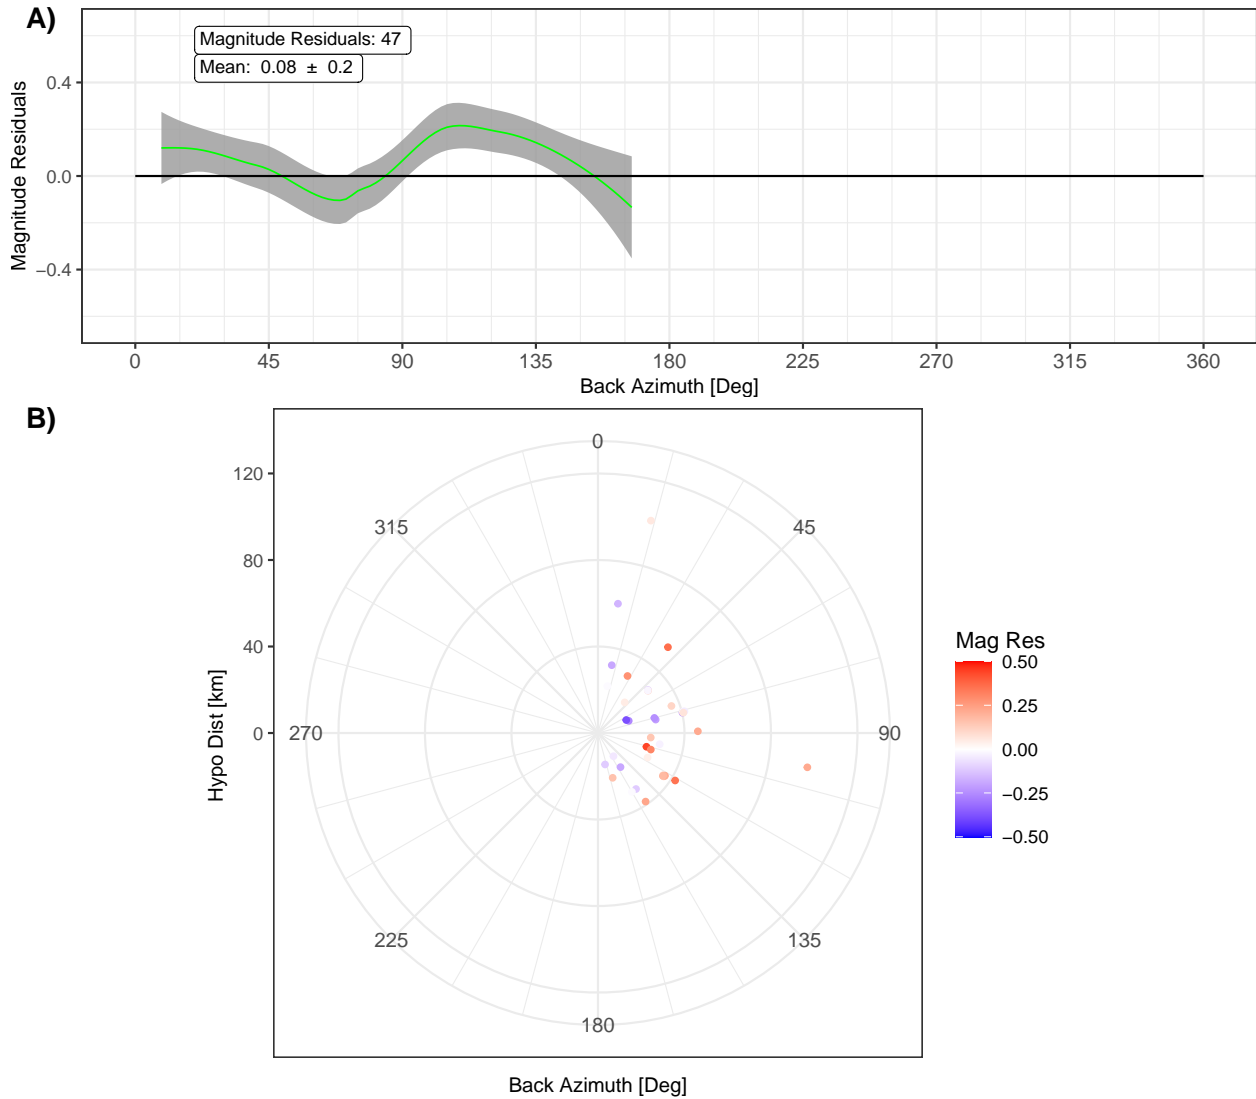 A)
Magnitude Residuals: 47
Mean:  0.08  ±  0.2
0.4
0.0
−0.4
Magnitude Residuals
0 45 90 135 180 225 270 315 360
Back Azimuth [Deg]
B)
0
45
90
135
180
225
270
315
120
80
40
0
Hypo Dist [km]
Back Azimuth [Deg]
Mag Res
0.50
0.25
0.00
−0.25
−0.50